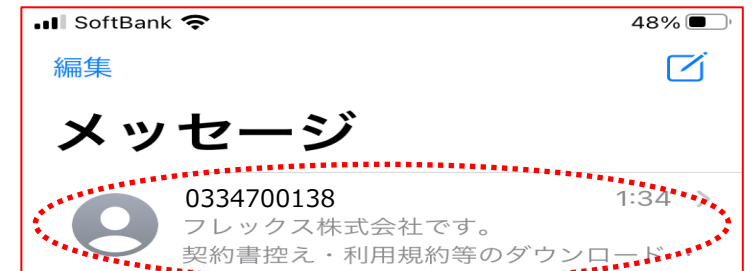 SoftBank 48%
編集
メッセージ
0334700138 1:34
フレックス株式会社です。
契約書控え・利用規約等のダウンロード